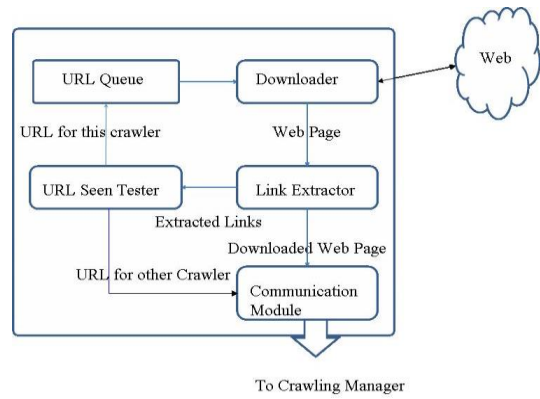 URL Queue
Downloader
Web
URL for this crawler
Web Page
URL Seen Tester
Link Extractor
Extracted Links
Downloaded Web Page
URL for other Crawler
Communication
Module
To Crawling Manager